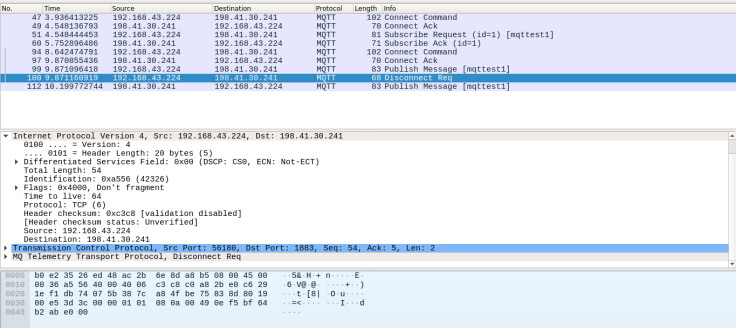 No. Time Source Destination Protocol Length Info
47 3.936413225 192.168.43.224 198.41.30.241 MQTT 102 Connect Command
49 4.548136793 198.41.30.241 192.168.43.224 MQTT 70 Connect Ack
51 4.548444453 192.168.43.224 198.41.30.241 MQTT 81 Subscribe Request (id=1) [mqttest1]
60 5.752896486 198.41.30.241 192.168.43.224 MQTT 71 Subscribe Ack (id=1)
94 8.642474791 192.168.43.224 198.41.30.241 MQTT 102 Connect Command
97 9.870855436 198.41.30.241 192.168.43.224 MQTT 70 Connect Ack
99 9.871096418 192.168.43.224 198.41.30.241 MQTT 83 Publish Message [mqttest1]
100 9.871160919 192.168.43.224 198.41.30.241 MQTT 68 Disconnect Req
112 10.199772744 198.41.30.241 192.168.43.224 MQTT 83 Publish Message [mqttest1]
Internet Protocol Version 4, Src: 192.168.43.224, Dst: 198.41.30.241
0100 .... = Version: 4
.... 0101 = Header Length: 20 bytes (5)
Differentiated Services Field: 0x00 (DSCP: CS0, ECN: Not-ECT)
Total Length: 54
Identification: 0xa556 (42326)
Flags: 0x4000, Don't fragment
Time to live: 64
Protocol: TCP (6)
Header checksum: 0xc3c8 [validation disabled]
[Header checksum status: Unverified]
Source: 192.168.43.224
Destination: 198.41.30.241
Transmission Control Protocol, Src Port: 56180, Dst Port: 1883, Seq: 54, Ack: 5, Len: 2
MQ Telemetry Transport Protocol, Disconnect Req
0000 b0 e2 35 26 ed 48 ac 2b 6e 8d a8 b5 08 00 45 00 ··5&·H·+ n·····E·
0010 00 36 a5 56 40 00 40 06 c3 c8 c0 a8 2b e0 c6 29 ·6·V@·@· ····+··)
0020 1e f1 db 74 07 5b 38 7c a8 4f be 75 83 8d 80 19 ···t·[8| ·O·u····
0030 00 e5 3d 3c 00 00 01 01 08 0a 00 49 0e f5 bf 64 ··=<···· ···I···d
0040 b2 ab e0 00 ····